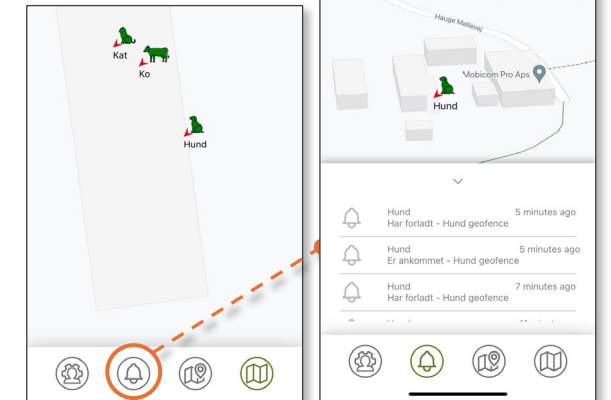 Kat
Ko
Hund
Hauge Møllevej
Mobicom Pro Aps
Hund
Hund
5 minutes ago
Har forladt - Hund geofence
Hund
5 minutes ago
Er ankommet - Hund geofence
Hund
7 minutes ago
Har forladt - Hund geofence